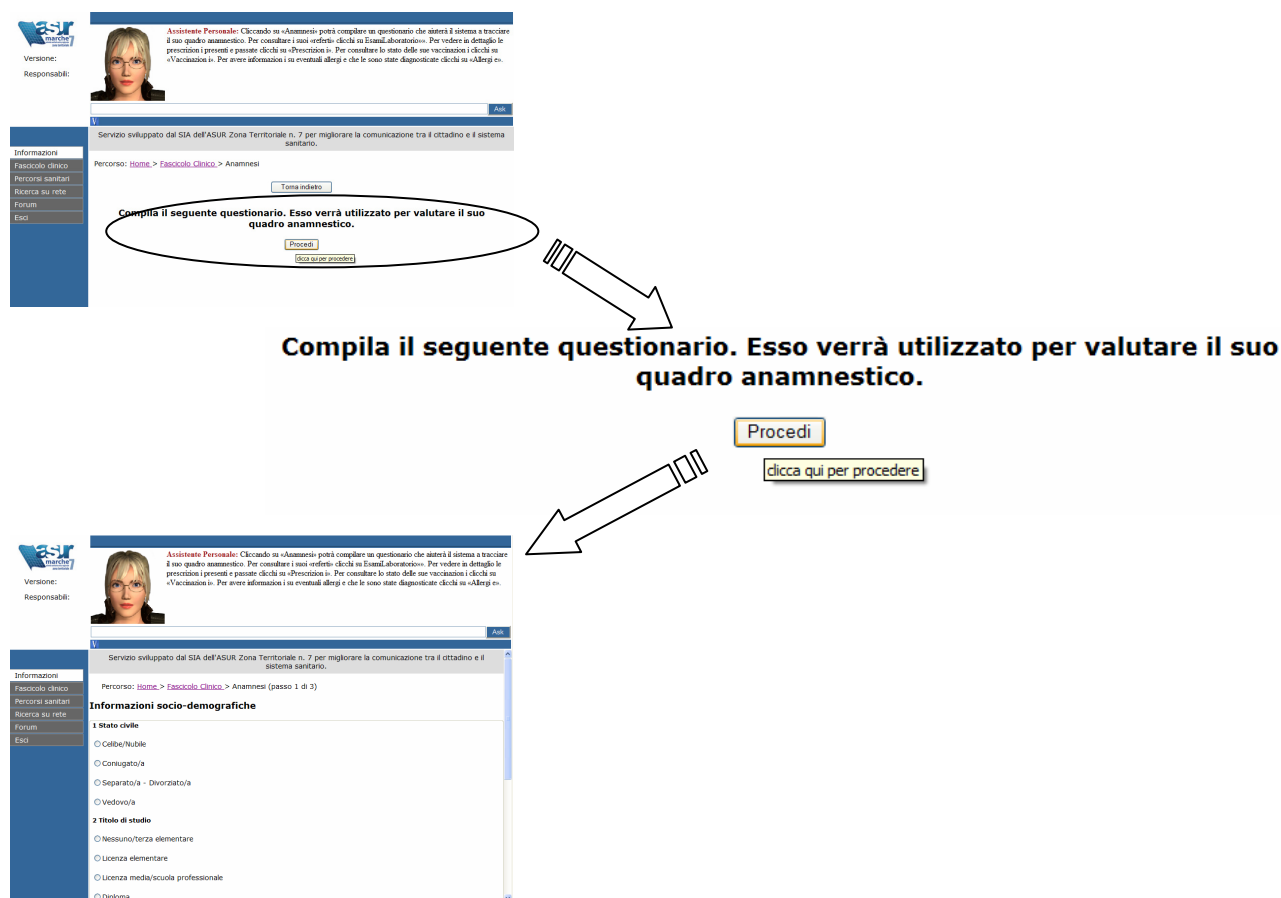 asur
marche 7
Versione:
Responsabili:
Assistente Personale: Cliccando su «Anamnesi» potrà compilare un questionario che aiuterà il sistema a tracciare
il suo quadro anamnestico. Per consultare i suoi «referti» clicchi su EsamiLaboratorio»». Per vedere in dettaglio le
prescrizion i presenti e passate clicchi su «Prescrizion i». Per consultare lo stato delle sue vaccinazion i clicchi su
«Vaccinazion i». Per avere informazion i su eventuali allergi e che le sono state diagnosticate clicchi su «Allergi e».
Ask
Servizio sviluppato dal SIA dell'ASUR Zona Territoriale n. 7 per migliorare la comunicazione tra il cittadino e il sistema
sanitario.
Informazioni
Fascicolo clinico
Percorsi sanitari
Ricerca su rete
Forum
Esci
Percorso: Home > Fascicolo Clinico > Anamnesi
Torna indietro
Compila il seguente questionario. Esso verrà utilizzato per valutare il suo
quadro anamnestico.
Procedi
clicca qui per procedere
Compila il seguente questionario. Esso verrà utilizzato per valutare il suo
quadro anamnestico.
Procedi
clicca qui per procedere
asur
marche 7
Versione:
Responsabili:
Assistente Personale: Cliccando su «Anamnesi» potrà compilare un questionario che aiuterà il sistema a tracciare
il suo quadro anamnestico. Per consultare i suoi «referti» clicchi su EsamiLaboratorio»». Per vedere in dettaglio le
prescrizion i presenti e passate clicchi su «Prescrizion i». Per consultare lo stato delle sue vaccinazion i clicchi su
«Vaccinazion i». Per avere informazion i su eventuali allergi e che le sono state diagnosticate clicchi su «Allergi e».
Ask
Servizio sviluppato dal SIA dell'ASUR Zona Territoriale n. 7 per migliorare la comunicazione tra il cittadino e il
sistema sanitario.
Informazioni
Fascicolo clinico
Percorsi sanitari
Ricerca su rete
Forum
Esci
Percorso: Home > Fascicolo Clinico > Anamnesi (passo 1 di 3)
Informazioni socio-demografiche
1 Stato civile
Celibe/Nubile
Coniugato/a
Separato/a - Divorziato/a
Vedovo/a
2 Titolo di studio
Nessuno/terza elementare
Licenza elementare
Licenza media/scuola professionale
Diploma